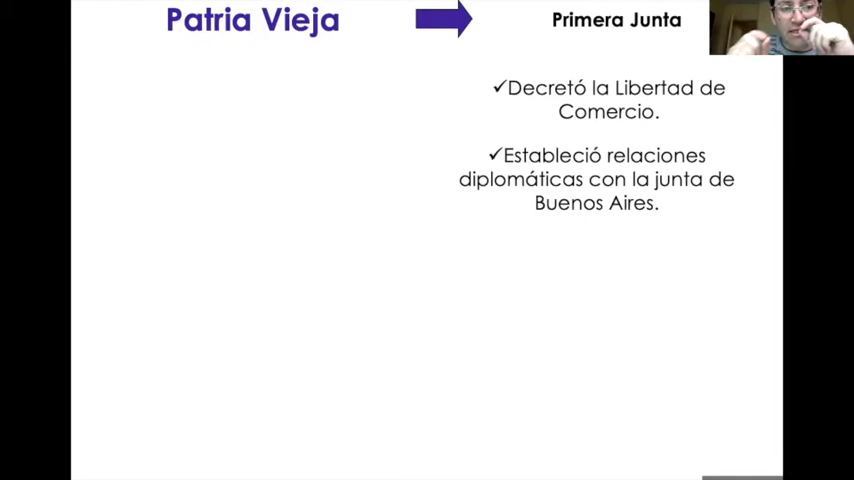 Patria Vieja
Primera Junta
✓Decretó la Libertad de
Comercio.
✓Estableció relaciones
diplomáticas con la junta de
Buenos Aires.